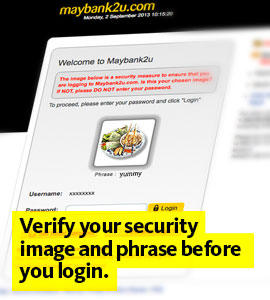 maybank2u.com
Monday, 2 September 2013 10:15:20
Welcome to Maybank2u
The image below is a security measure to ensure that you
are logging to Maybank2u.com. Is this your chosen image?
If NOT, please DO NOT enter your password.
To proceed, please enter your password and click "Login"
Phrase : yummy
Username: xxxxxxxx
Password: Login
Verify your security
image and phrase before
you login.